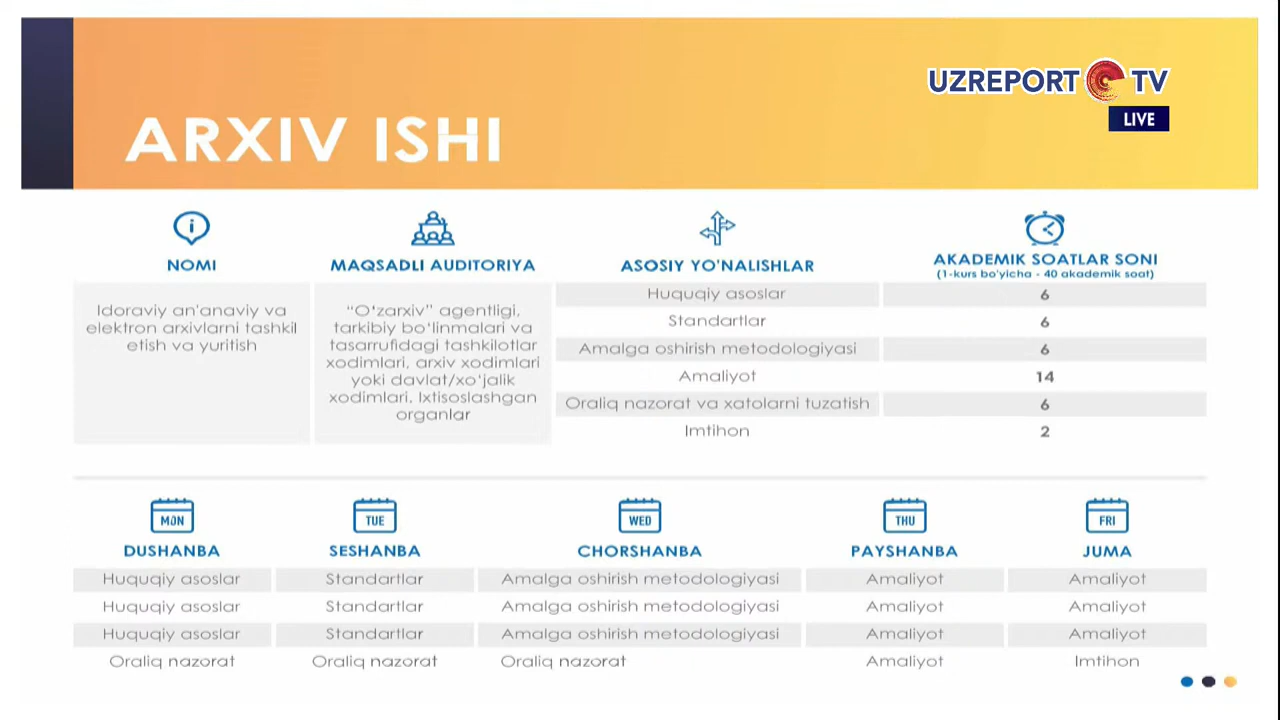 UZREPORT TV
LIVE
ARXIV ISHI
NOMI
Idoraviy an'anaviy va
elektron arxivlarni tashkil
etish va yuritish
MAQSADLI AUDITORIYA
“O‘zarxiv” agentligi,
tarkibiy bo‘linmalari va
tasarrufidagi tashkilotlar
xodimlari, arxiv xodimlari
yoki davlat/xo‘jalik
xodimlari. Ixtisoslashgan
organlar
ASOSIY YO'NALISHLAR
AKADEMIK SOATLAR SONI
(1-kurs bo'yicha - 40 akademik soat)
Huquqiy asoslar 6
Standartlar 6
Amalga oshirish metodologiyasi 6
Amaliyot 14
Oraliq nazorat va xatolarni tuzatish 6
Imtihon 2
MON TUE WED THU FRI
DUSHANBA SESHANBA CHORSHANBA PAYSHANBA JUMA
Huquqiy asoslar Standartlar Amalga oshirish metodologiyasi Amaliyot Amaliyot
Huquqiy asoslar Standartlar Amalga oshirish metodologiyasi Amaliyot Amaliyot
Huquqiy asoslar Standartlar Amalga oshirish metodologiyasi Amaliyot Amaliyot
Oraliq nazorat Oraliq nazorat Oraliq nazorat Amaliyot Imtihon